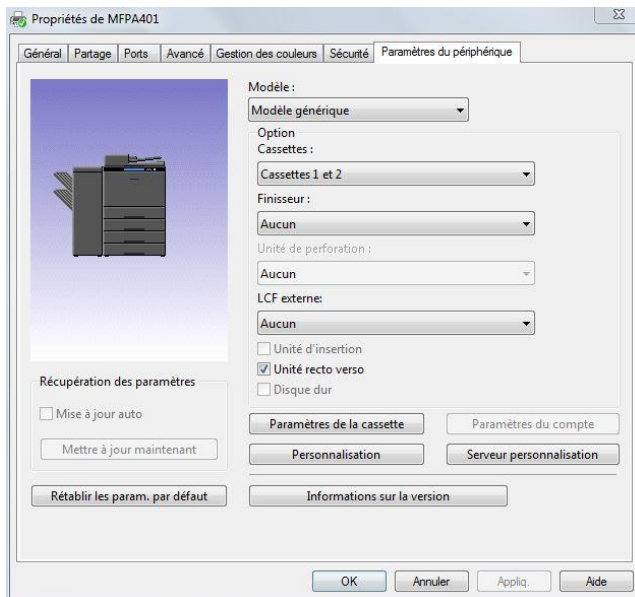 Propriétés de MFPA401
Général Partage Ports Avancé Gestion des couleurs Sécurité Paramètres du périphérique
Modèle :
Modèle générique
Option
Cassettes :
Cassettes 1 et 2
Finisseur :
Aucun
Unité de perforation :
Aucun
LCF externe:
Aucun
Unité d'insertion
Unité recto verso
Disque dur
Récupération des paramètres
Mise à jour auto
Mettre à jour maintenant
Paramètres de la cassette Paramètres du compte
Personnalisation Serveur personnalisation
Rétablir les param. par défaut Informations sur la version
OK Annuler Appliq. Aide